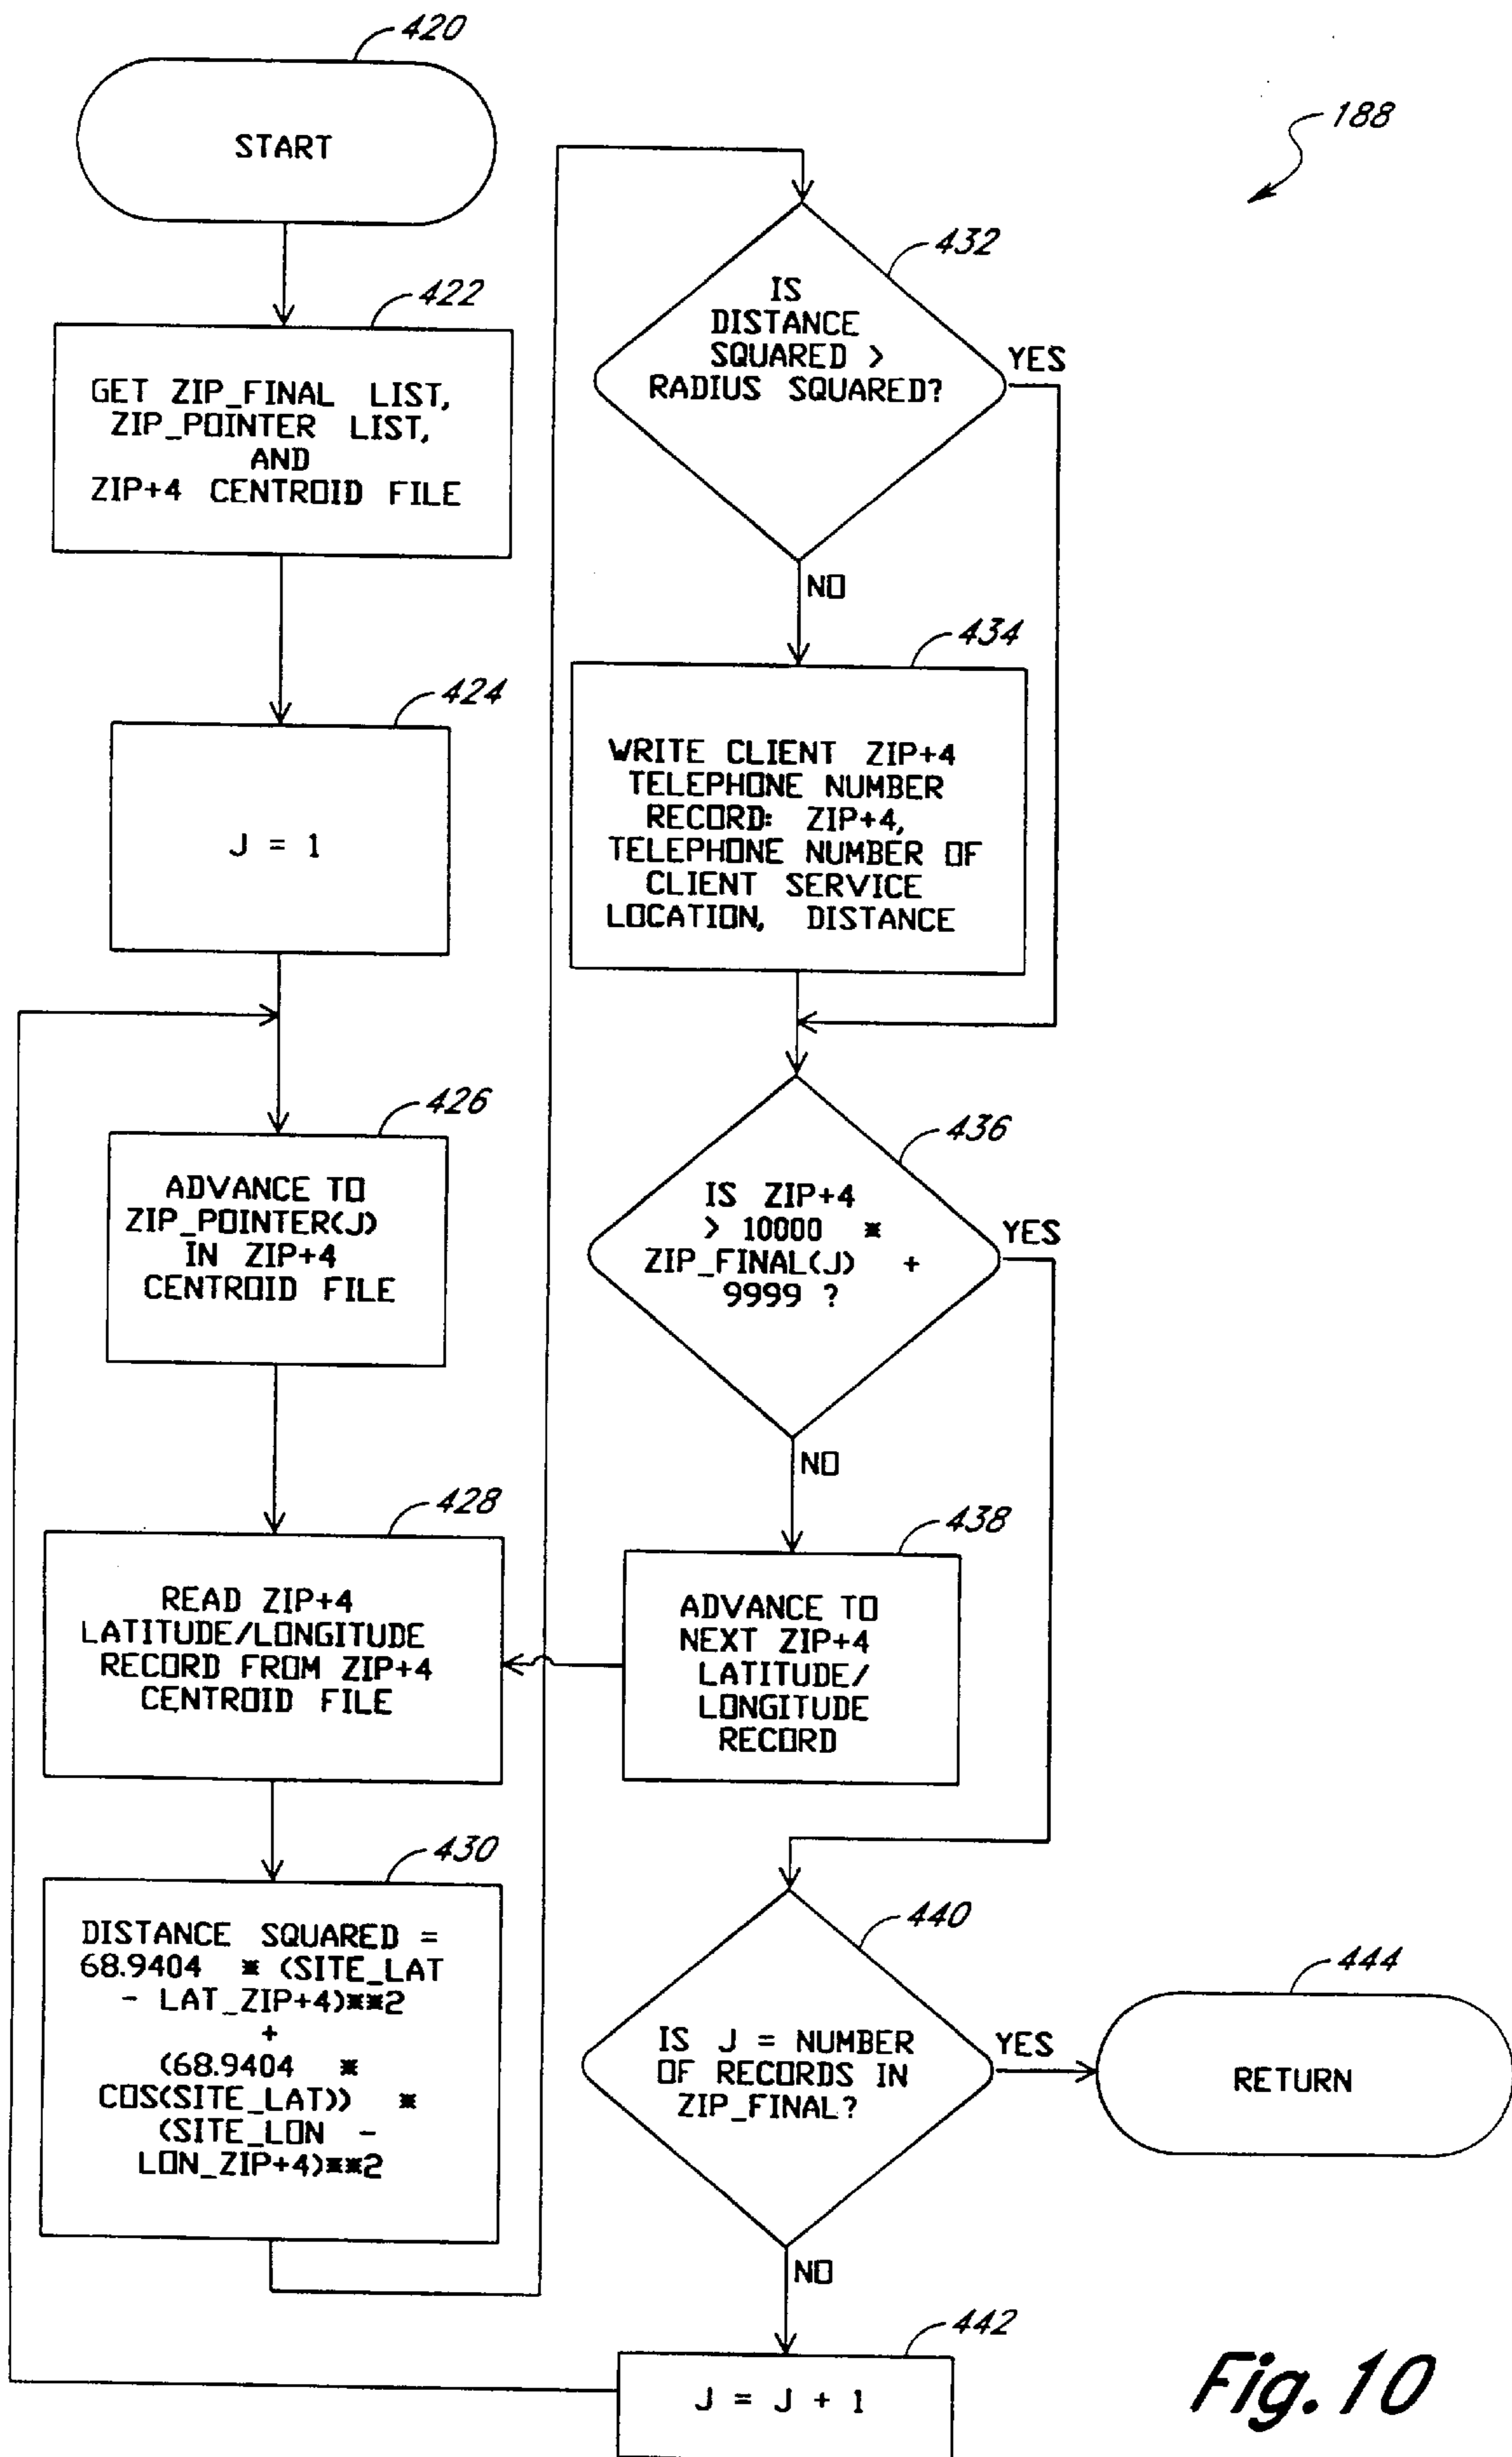 420
START
188
422
GET ZIP_FINAL LIST,
ZIP_POINTER LIST,
AND
ZIP+4 CENTROID FILE
424
J = 1
426
ADVANCE TO
ZIP_POINTER(J)
IN ZIP+4
CENTROID FILE
428
READ ZIP+4
LATITUDE/LONGITUDE
RECORD FROM ZIP+4
CENTROID FILE
430
DISTANCE SQUARED =
68.9404 * (SITE_LAT
- LAT_ZIP+4)**2
+
(68.9404 *
COS(SITE_LAT)) *
(SITE_LON -
LON_ZIP+4)**2
432
IS
DISTANCE
SQUARED >
RADIUS SQUARED?
YES
NO
434
WRITE CLIENT ZIP+4
TELEPHONE NUMBER
RECORD: ZIP+4,
TELEPHONE NUMBER OF
CLIENT SERVICE
LOCATION, DISTANCE
436
IS ZIP+4
> 10000 *
ZIP_FINAL(J) +
9999 ?
YES
NO
438
ADVANCE TO
NEXT ZIP+4
LATITUDE/
LONGITUDE
RECORD
440
IS J = NUMBER
OF RECORDS IN
ZIP_FINAL?
YES
NO
444
RETURN
442
J = J + 1
Fig. 10